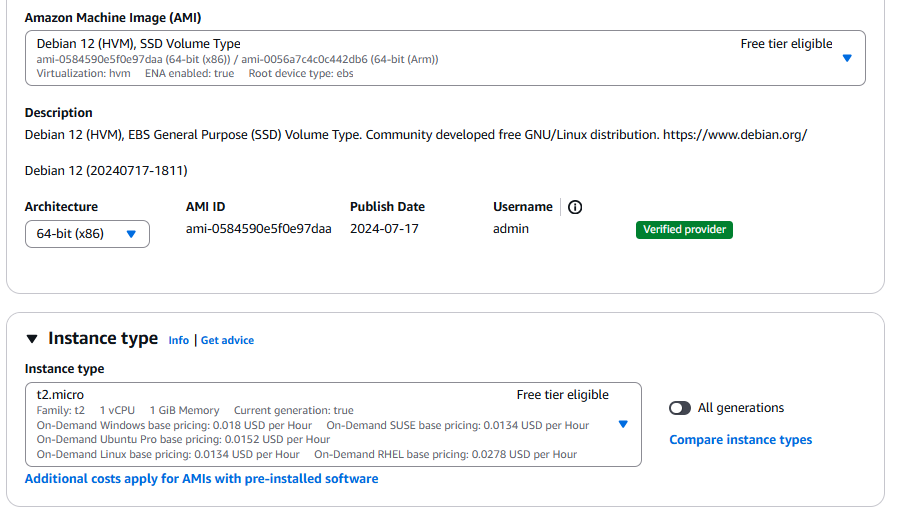 Amazon Machine Image (AMI)
Debian 12 (HVM), SSD Volume Type
Free tier eligible
ami-0584590e5f0e97daa (64-bit (x86)) / ami-0056a7c4c0c442db6 (64-bit (Arm))
Virtualization: hvm ENA enabled: true Root device type: ebs
Description
Debian 12 (HVM), EBS General Purpose (SSD) Volume Type. Community developed free GNU/Linux distribution. https://www.debian.org/
Debian 12 (20240717-1811)
Architecture AMI ID Publish Date Username
64-bit (x86) ami-0584590e5f0e97daa 2024-07-17 admin Verified provider
Instance type Info | Get advice
Instance type
t2.micro Free tier eligible
Family: t2 1 vCPU 1 GiB Memory Current generation: true
On-Demand Windows base pricing: 0.018 USD per Hour On-Demand SUSE base pricing: 0.0134 USD per Hour
On-Demand Ubuntu Pro base pricing: 0.0152 USD per Hour
On-Demand Linux base pricing: 0.0134 USD per Hour On-Demand RHEL base pricing: 0.0278 USD per Hour
All generations
Compare instance types
Additional costs apply for AMIs with pre-installed software